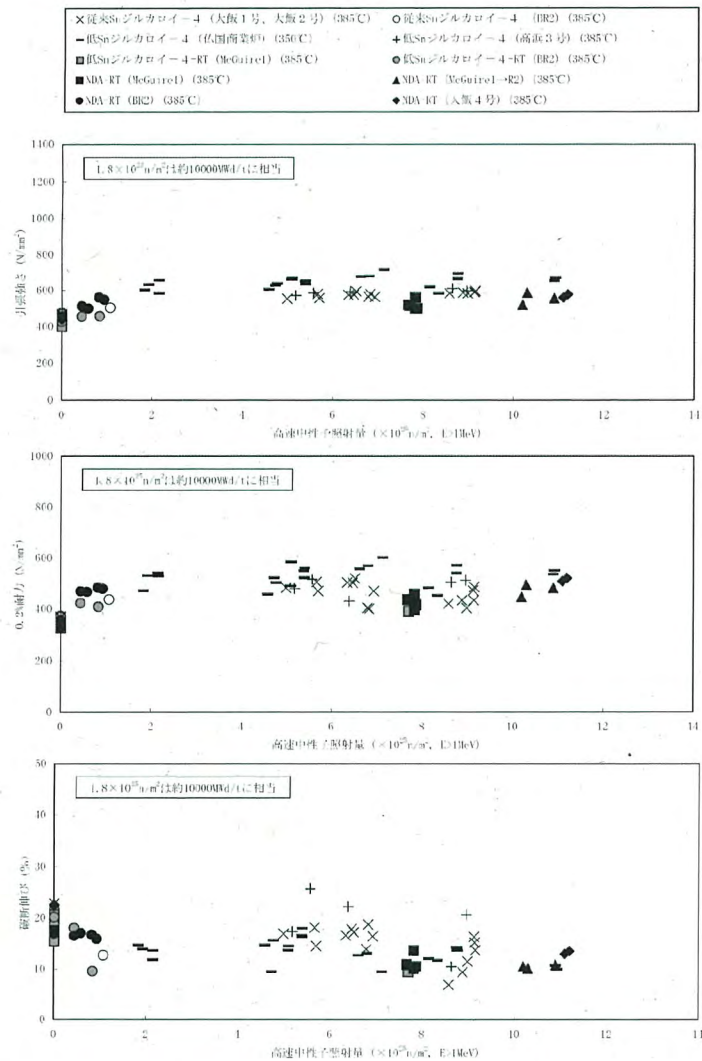 ×従来Snジルカロイ-4 (大飯1号、大飯2号) (385℃)
○従来Snジルカロイ-4 (BR2) (385℃)
-低Snジルカロイ-4 (仏国商業炉) (350℃)
+低Snジルカロイ-4 (高浜3号) (385℃)
■低Snジルカロイ-4-RT (McGuire1) (385℃)
●低Snジルカロイ-4-RT (BR2) (385℃)
■NDA-RT (McGuire1) (385℃)
▲NDA-RT (McGuire1→R2) (385℃)
●NDA-RT (BR2) (385℃)
◆NDA-RT (大飯4号) (385℃)
1.8×10²⁵n/m²は約10000MWd/tに相当
引張強さ (N/mm²)
1400
1200
1000
800
600
400
200
0
0 2 4 6 8 10 12 14
高速中性子照射量 (×10²⁵n/m², E>1MeV)
1.8×10²⁵n/m²は約10000MWd/tに相当
0.2%耐力 (N/mm²)
1000
800
600
400
200
0
0 2 4 6 8 10 12 14
高速中性子照射量 (×10²⁵n/m², E>1MeV)
1.8×10²⁵n/m²は約10000MWd/tに相当
破断伸び (%)
50
40
30
20
10
0
0 2 4 6 8 10 12 14
高速中性子照射量 (×10²⁵n/m², E>1MeV)